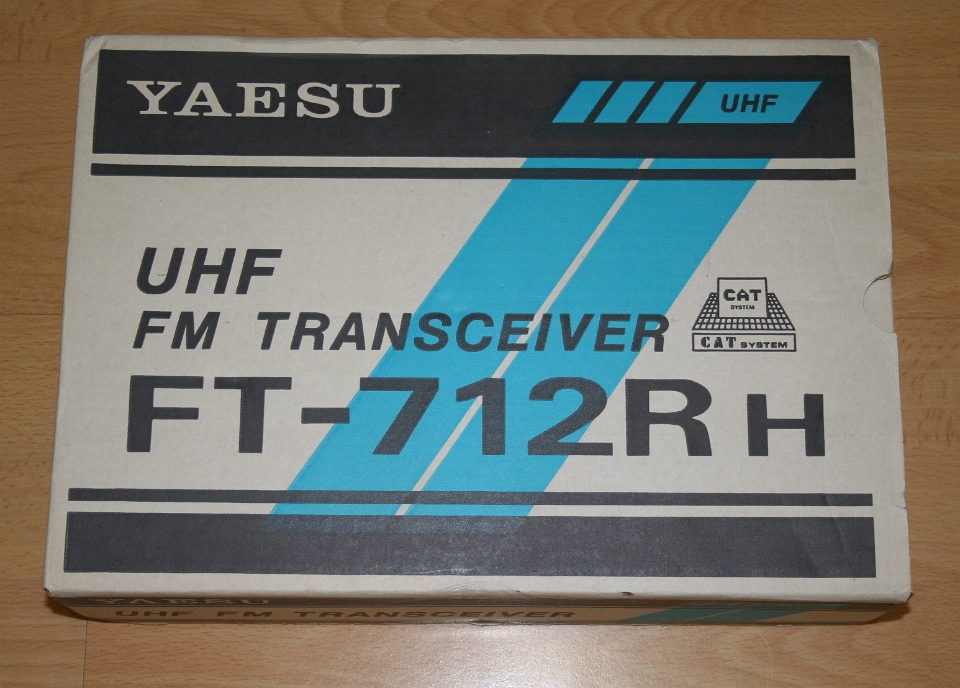 YAESU
UHF
UHF
FM TRANSCEIVER
CAT
SYSTEM
CAT SYSTEM
FT-712RH
YAESU
UHF FM TRANSCEIVER